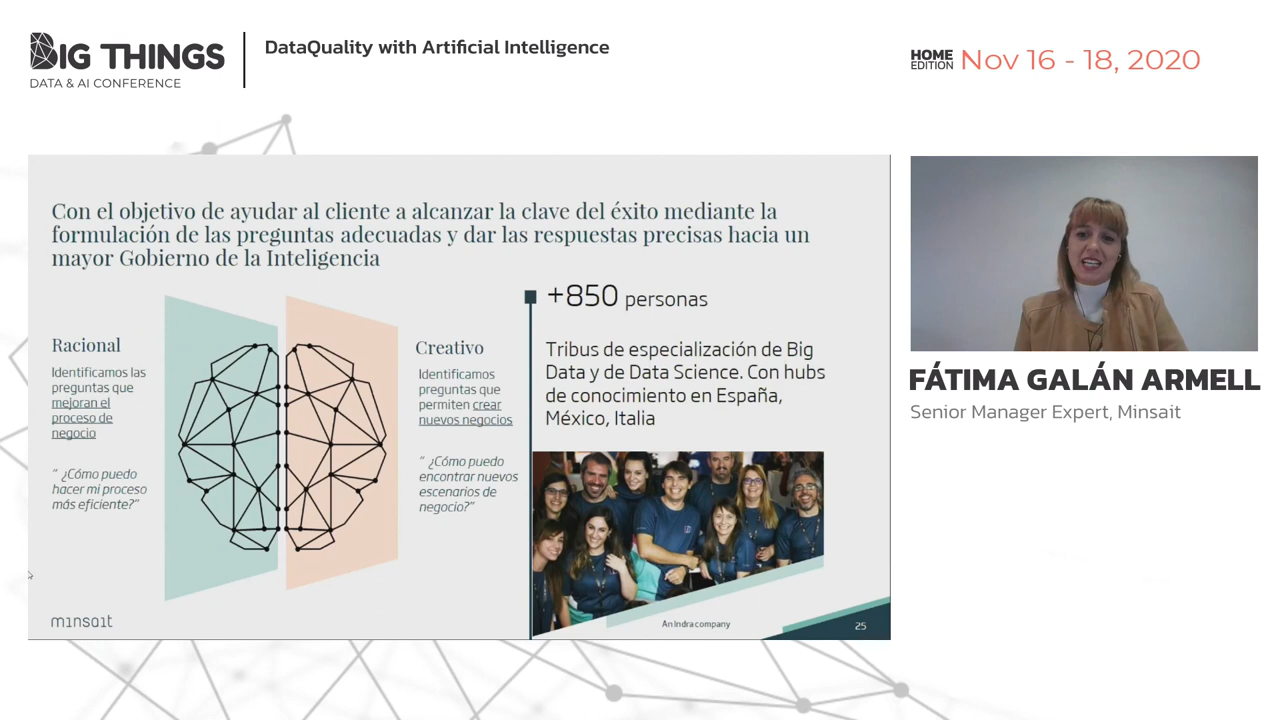 BIG THINGS
DATA & AI CONFERENCE
DataQuality with Artificial Intelligence
HOME
EDITION
Nov 16 - 18, 2020
Con el objetivo de ayudar al cliente a alcanzar la clave del éxito mediante la
formulación de las preguntas adecuadas y dar las respuestas precisas hacia un
mayor Gobierno de la Inteligencia
Racional
Identificamos las
preguntas que
mejoran el
proceso de
negocio
“ ¿Cómo puedo
hacer mi proceso
más eficiente?”
Creativo
Identificamos
preguntas que
permiten crear
nuevos negocios
“ ¿Cómo puedo
encontrar nuevos
escenarios de
negocio?”
+850 personas
Tribus de especialización de Big
Data y de Data Science. Con hubs
de conocimiento en España,
México, Italia
minsait
An Indra company
25
FÁTIMA GALÁN ARMELL
Senior Manager Expert, Minsait